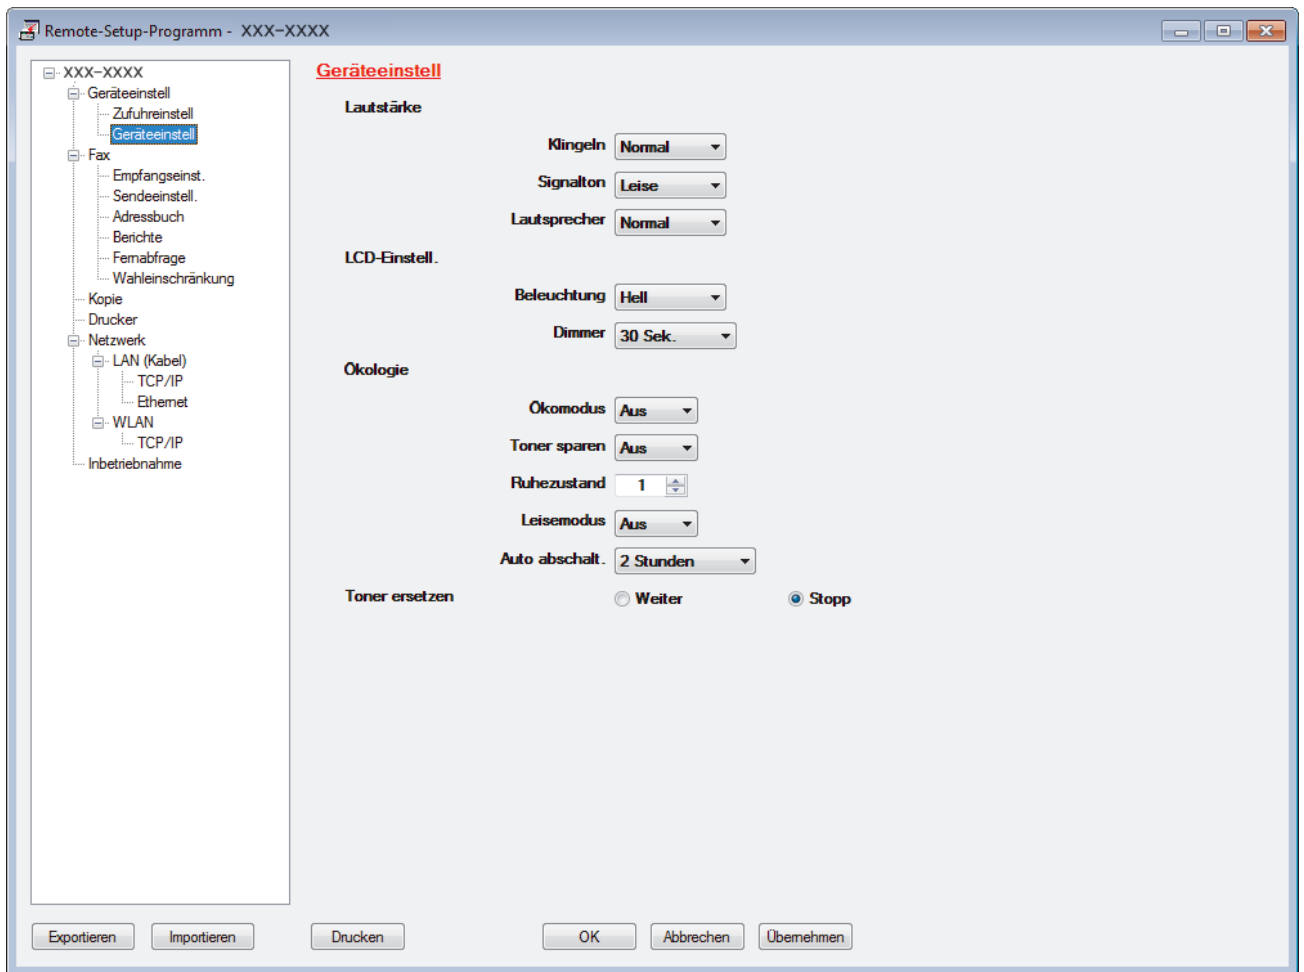 Remote-Setup-Programm - XXX-XXXX
XXX-XXXX
Geräteeinstell
Zufuhreinstell
Geräteeinstell
Fax
Empfangseinst.
Sendeeinstell.
Adressbuch
Berichte
Fernabfrage
Wahleinschränkung
Kopie
Drucker
Netzwerk
LAN (Kabel)
TCP/IP
Ethernet
WLAN
TCP/IP
Inbetriebnahme
Geräteeinstell
Lautstärke
Klingeln Normal
Signalton Leise
Lautsprecher Normal
LCD-Einstell.
Beleuchtung Hell
Dimmer 30 Sek.
Ökologie
Ökomodus Aus
Toner sparen Aus
Ruhezustand 1
Leisemodus Aus
Auto abschalt. 2 Stunden
Toner ersetzen Weiter Stopp
Exportieren Importieren Drucken OK Abbrechen Übernehmen